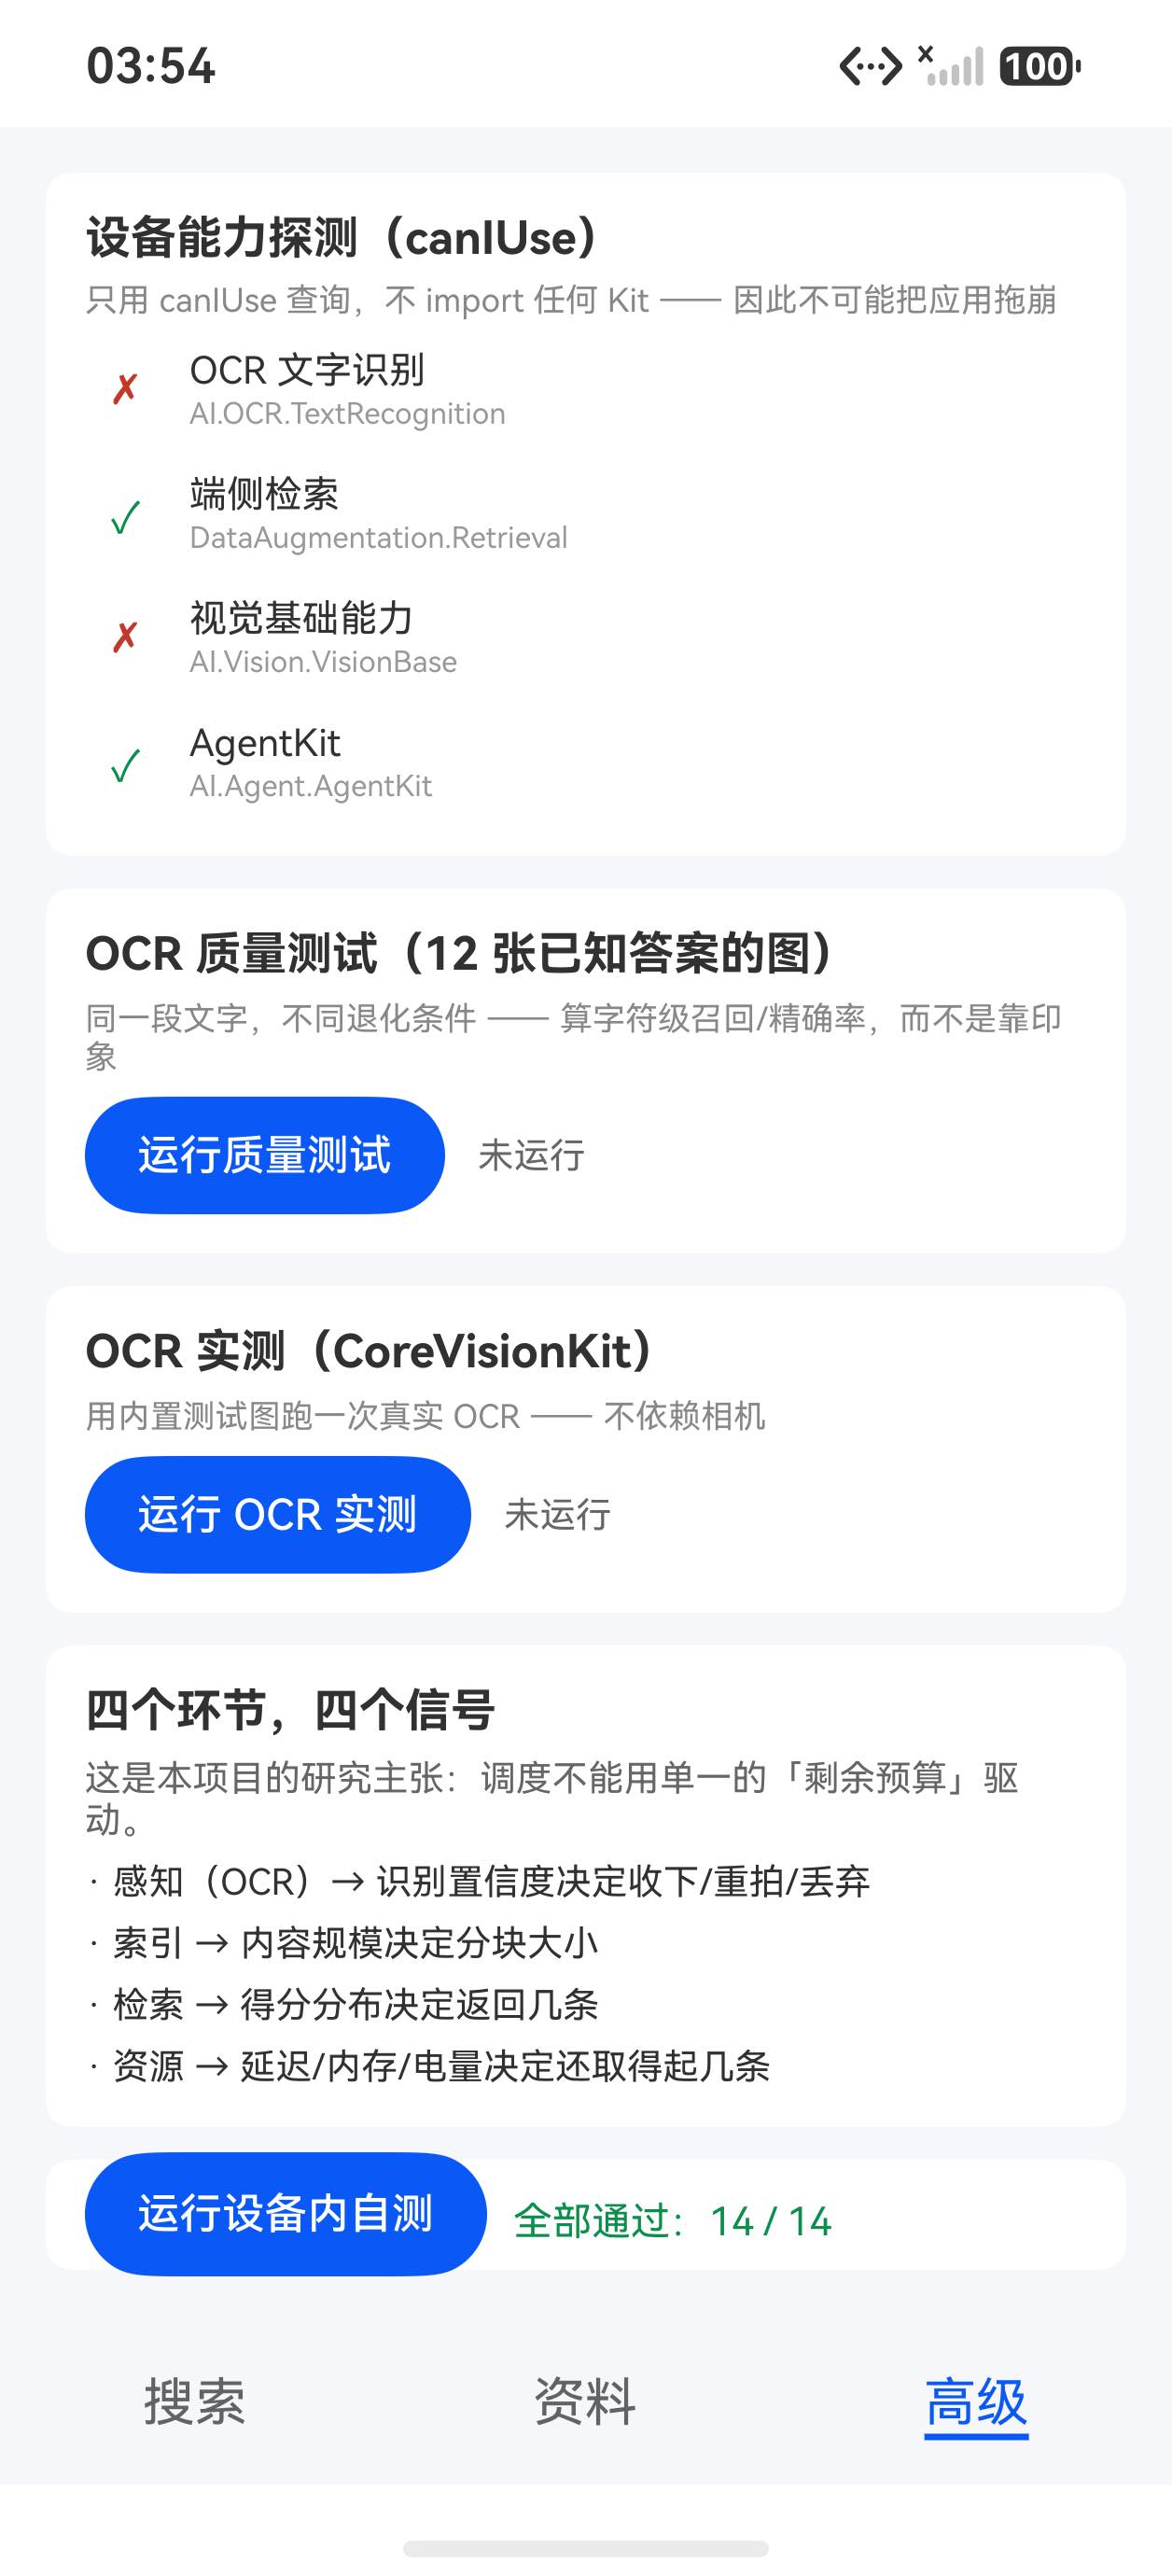 03:54
100
设备能力探测（canIUse）
只用 canIUse 查询，不 import 任何 Kit —— 因此不可能把应用拖崩
✗ OCR 文字识别
AI.OCR.TextRecognition
✓ 端侧检索
DataAugmentation.Retrieval
✗ 视觉基础能力
AI.Vision.VisionBase
✓ AgentKit
AI.Agent.AgentKit
OCR 质量测试（12 张已知答案的图）
同一段文字，不同退化条件 —— 算字符级召回/精确率，而不是靠印
象
运行质量测试 未运行
OCR 实测（CoreVisionKit）
用内置测试图跑一次真实 OCR —— 不依赖相机
运行 OCR 实测 未运行
四个环节，四个信号
这是本项目的研究主张：调度不能用单一的「剩余预算」驱
动。
· 感知（OCR）→ 识别置信度决定收下/重拍/丢弃
· 索引 → 内容规模决定分块大小
· 检索 → 得分分布决定返回几条
· 资源 → 延迟/内存/电量决定还取得起几条
运行设备内自测 全部通过：14 / 14
搜索 资料 高级